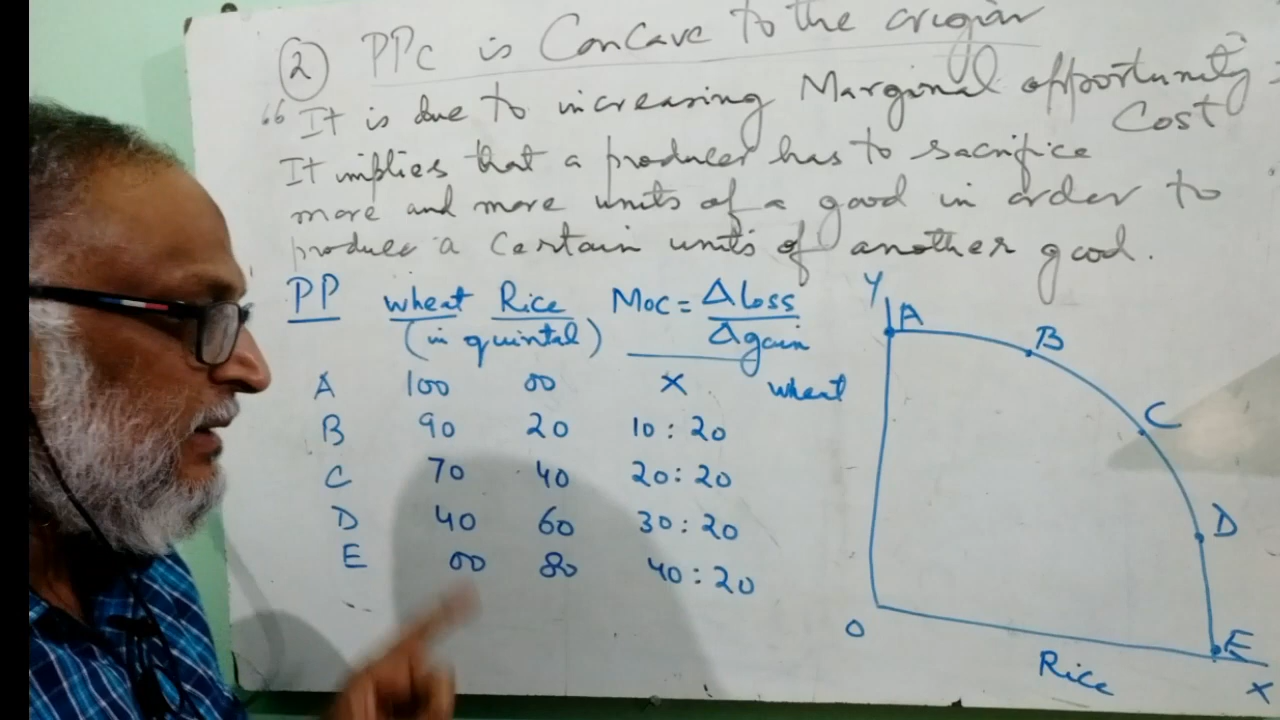 ② PPC is Concave to the origin
“It is due to increasing Marginal opportunity
Cost
It implies that a producer has to sacrifice
more and more units of a good in order to
produce a certain units of another good.
PP wheat Rice MOC = Δ loss
(in quintal) Δ gain
A 100 00 X
B 90 20 10 : 20
C 70 40 20 : 20
D 40 60 30 : 20
E 00 80 40 : 20
Y
wheat
A
B
C
D
E
O
Rice
X